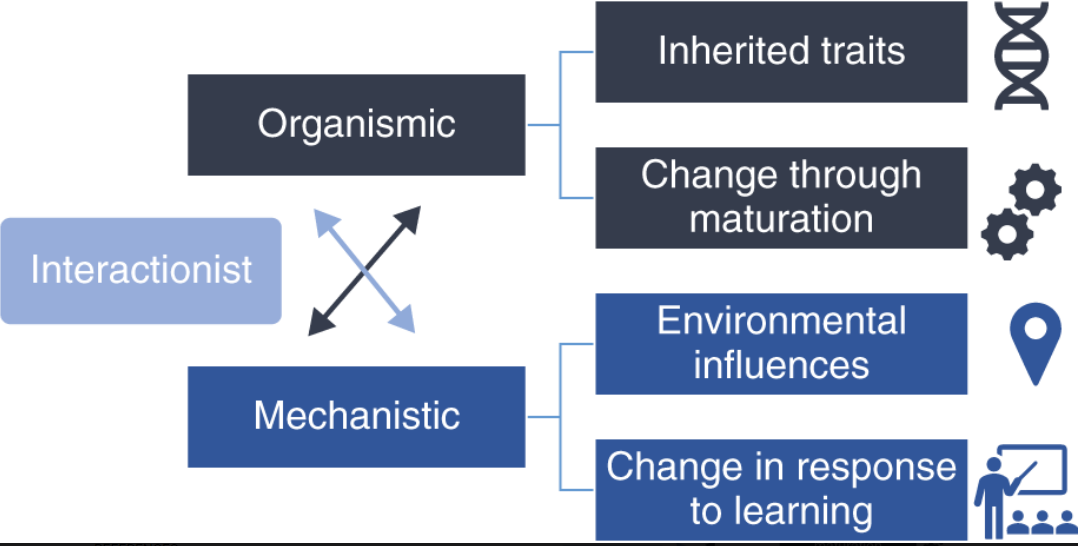 Inherited traits
Organismic
Change through
maturation
Interactionist
Environmental
influences
Mechanistic
Change in response
to learning